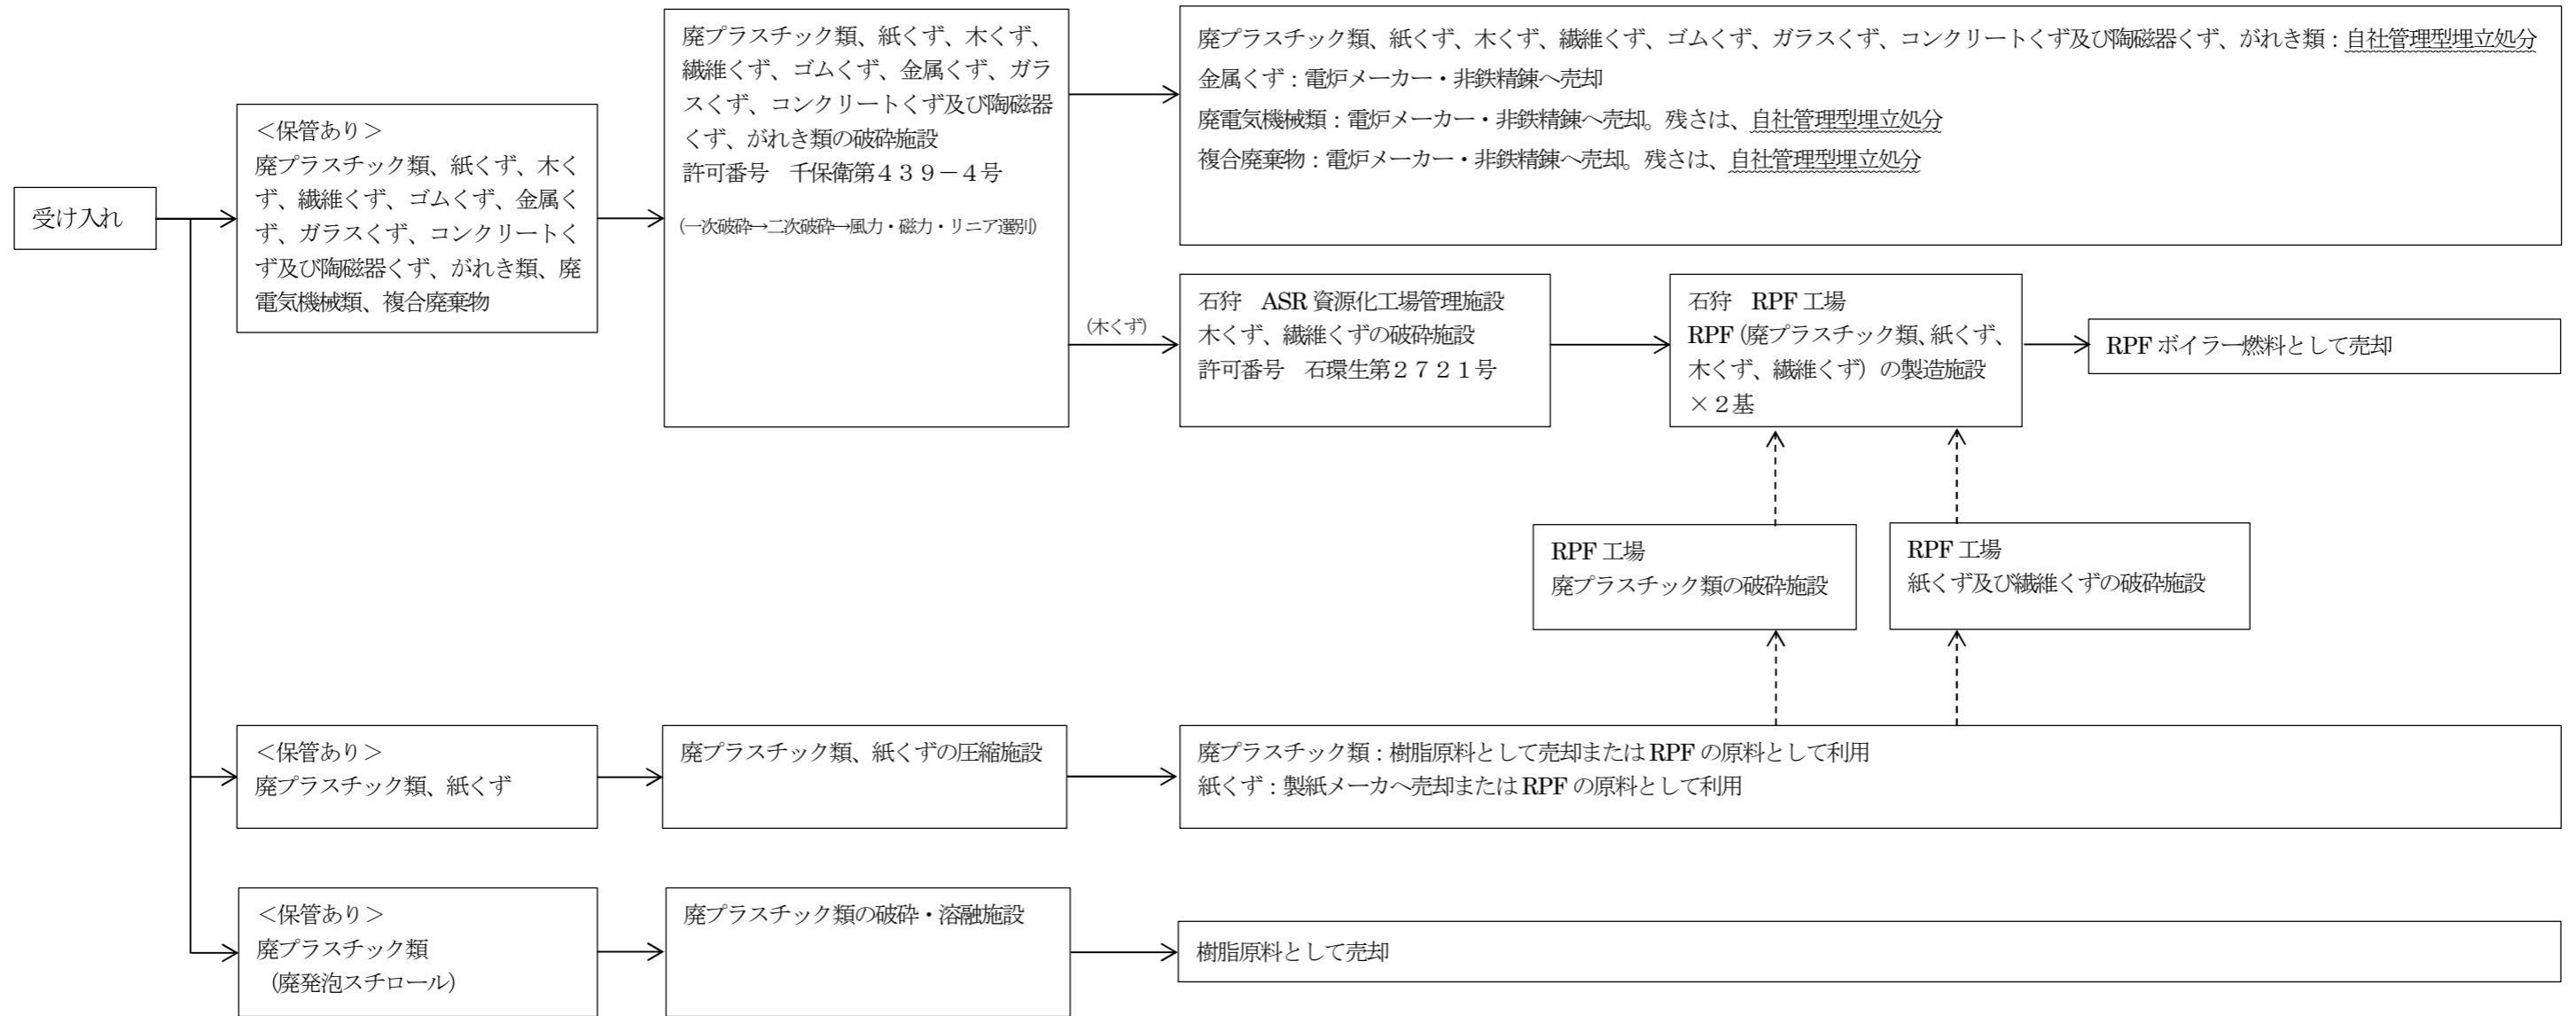 受け入れ
＜保管あり＞
廃プラスチック類、紙くず、木く
ず、繊維くず、ゴムくず、金属く
ず、ガラスくず、コンクリートく
ず及び陶磁器くず、がれき類、廃
電気機械類、複合廃棄物
廃プラスチック類、紙くず、木くず、
繊維くず、ゴムくず、金属くず、ガラ
スくず、コンクリートくず及び陶磁器
くず、がれき類の破砕施設
許可番号　千保衛第４３９－４号
（一次破砕→二次破砕→風力・磁力・リニア選別）
廃プラスチック類、紙くず、木くず、繊維くず、ゴムくず、ガラスくず、コンクリートくず及び陶磁器くず、がれき類：自社管理型埋立処分
金属くず：電炉メーカー・非鉄精錬へ売却
廃電気機械類：電炉メーカー・非鉄精錬へ売却。残さは、自社管理型埋立処分
複合廃棄物：電炉メーカー・非鉄精錬へ売却。残さは、自社管理型埋立処分
（木くず）
石狩　ASR 資源化工場管理施設
木くず、繊維くずの破砕施設
許可番号　石環生第２７２１号
石狩　RPF 工場
RPF（廃プラスチック類、紙くず、
木くず、繊維くず）の製造施設
×２基
RPF ボイラー燃料として売却
RPF 工場
廃プラスチック類の破砕施設
RPF 工場
紙くず及び繊維くずの破砕施設
＜保管あり＞
廃プラスチック類、紙くず
廃プラスチック類、紙くずの圧縮施設
廃プラスチック類：樹脂原料として売却または RPF の原料として利用
紙くず：製紙メーカへ売却または RPF の原料として利用
＜保管あり＞
廃プラスチック類
（廃発泡スチロール）
廃プラスチック類の破砕・溶融施設
樹脂原料として売却